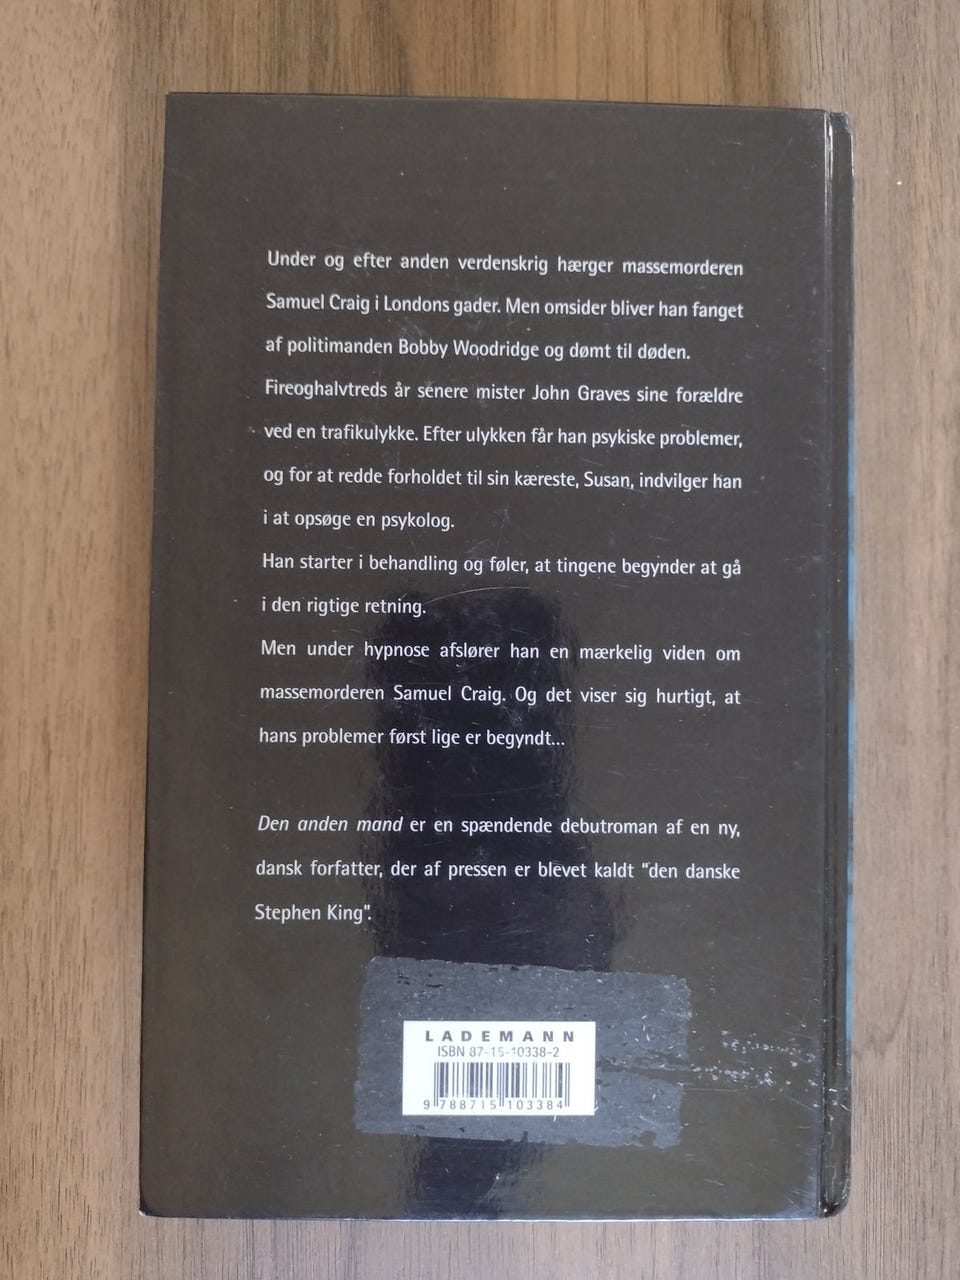 Under og efter anden verdenskrig hærger massemorderen
Samuel Craig i Londons gader. Men omsider bliver han fanget
af politimanden Bobby Woodridge og dømt til døden.
Fireoghalvtreds år senere mister John Graves sine forældre
ved en trafikulykke. Efter ulykken får han psykiske problemer,
og for at redde forholdet til sin kæreste, Susan, indvilger han
i at opsøge en psykolog.
Han starter i behandling og føler, at tingene begynder at gå
i den rigtige retning.
Men under hypnose afslører han en mærkelig viden om
massemorderen Samuel Craig. Og det viser sig hurtigt, at
hans problemer først lige er begyndt...
Den anden mand er en spændende debutroman af en ny,
dansk forfatter, der af pressen er blevet kaldt "den danske
Stephen King".
LADEMANN
ISBN 87-15-10338-2
9 788715 103384